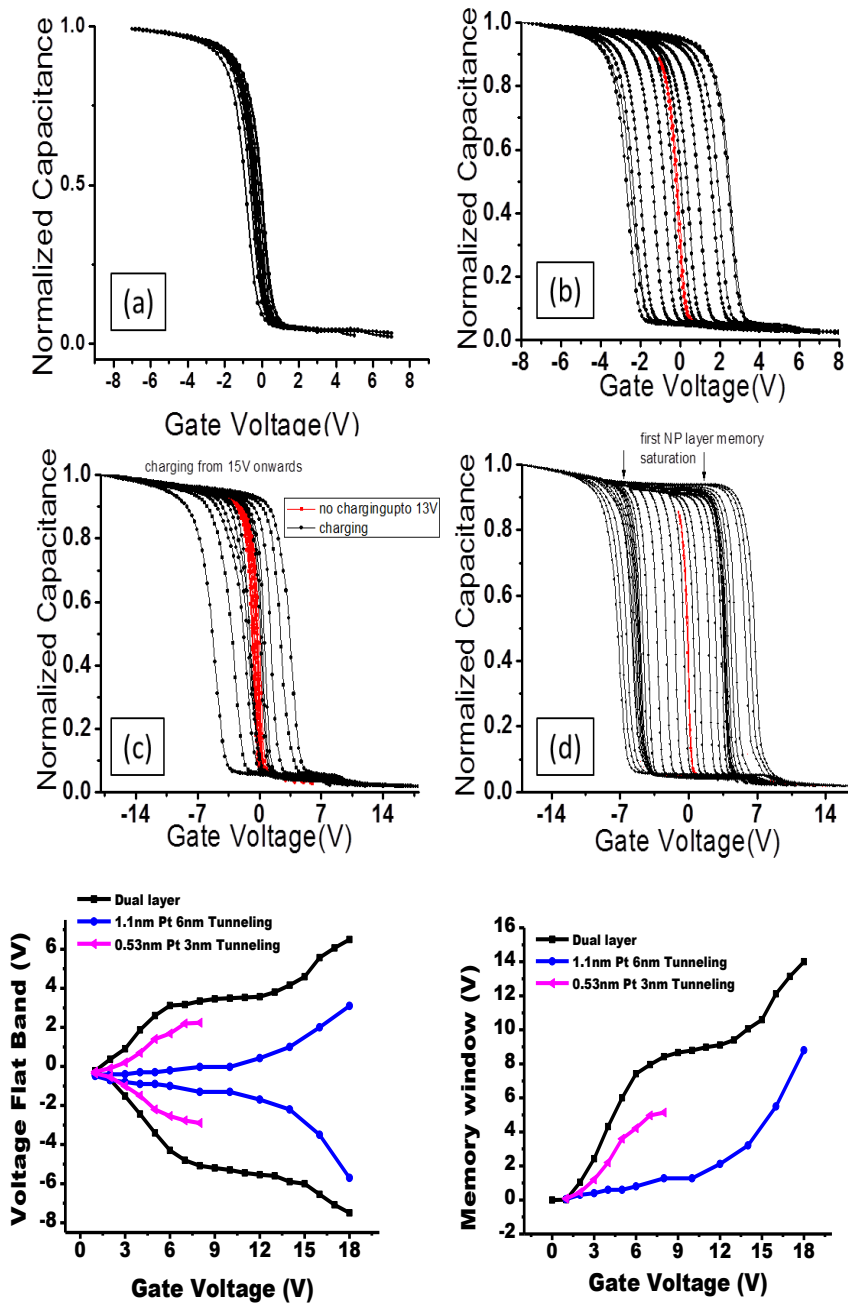 1.0
0.5
0.0
Normalized Capacitance
(a)
-8 -6 -4 -2 0 2 4 6 8
Gate Voltage(V)
1.0
0.8
0.6
0.4
0.2
0.0
Normalized Capacitance
(b)
-8 -6 -4 -2 0 2 4 6 8
Gate Voltage(V)
charging from 15V onwards
no chargingupto 13V
charging
1.0
0.8
0.6
0.4
0.2
0.0
Normalized Capacitance
(c)
-14 -7 0 7 14
Gate Voltage(V)
first NP layer memory
saturation
1.0
0.8
0.6
0.4
0.2
0.0
Normalized Capacitance
(d)
-14 -7 0 7 14
Gate Voltage(V)
Dual layer
1.1nm Pt 6nm Tunneling
0.53nm Pt 3nm Tunneling
6
4
2
0
-2
-4
-6
-8
Voltage Flat Band (V)
0 3 6 9 12 15 18
Gate Voltage (V)
Dual layer
1.1nm Pt 6nm Tunneling
0.53nm Pt 3nm Tunneling
16
14
12
10
8
6
4
2
0
-2
Memory window (V)
0 3 6 9 12 15 18
Gate Voltage (V)